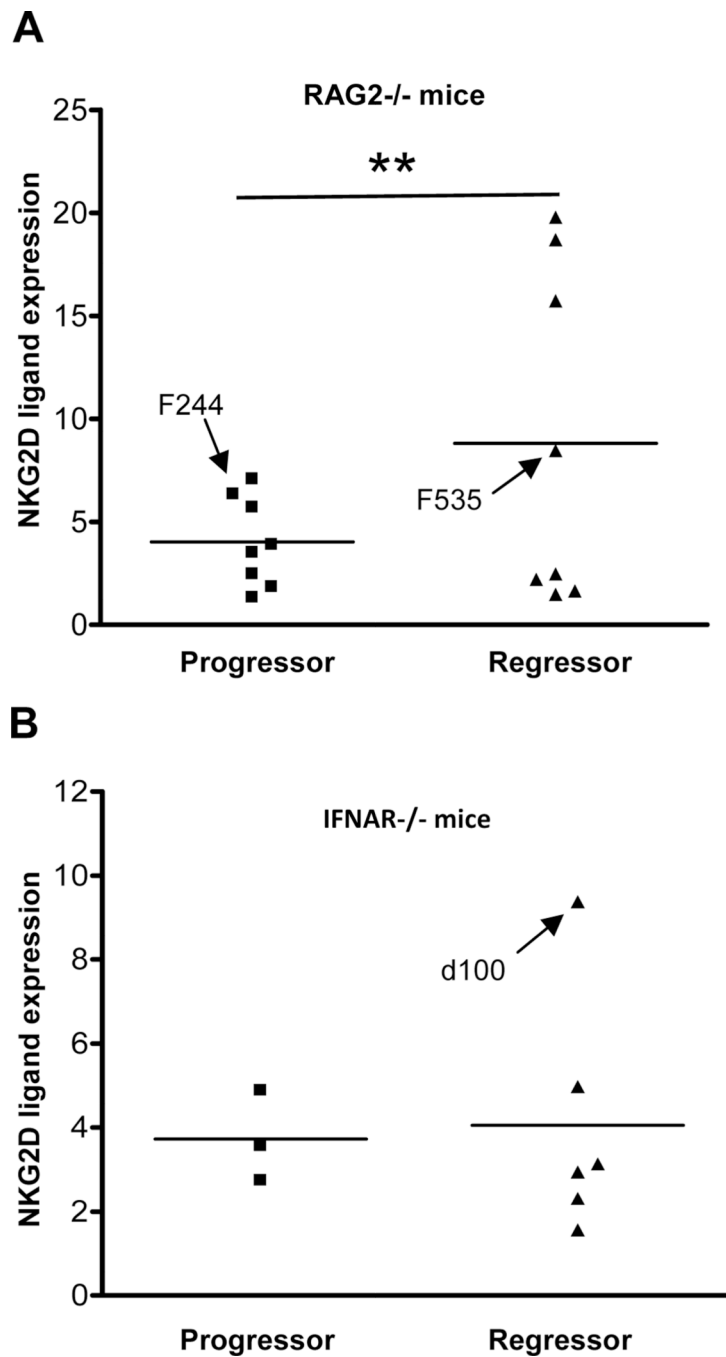 A
RAG2-/- mice
**
NKG2D ligand expression
25
20
15
10
5
0
F244
F535
Progressor
Regressor
B
IFNAR-/- mice
NKG2D ligand expression
12
10
8
6
4
2
0
d100
Progressor
Regressor